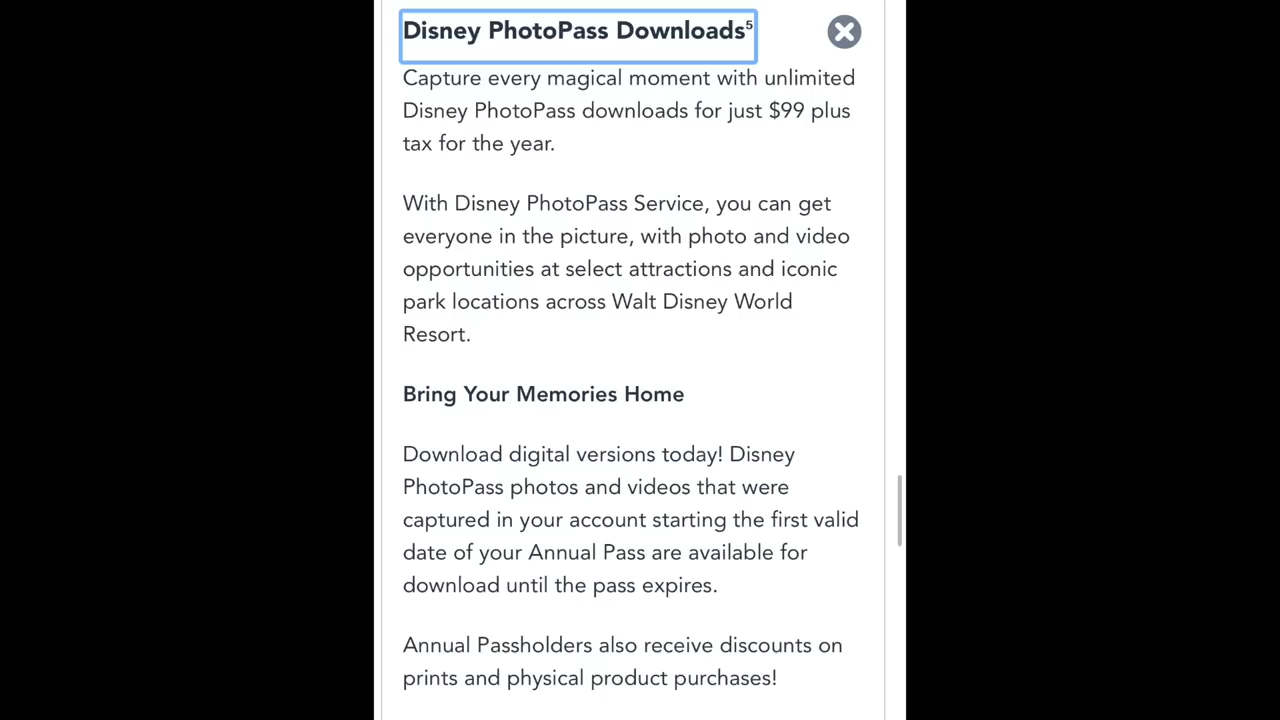 Disney PhotoPass Downloads⁵
Capture every magical moment with unlimited
Disney PhotoPass downloads for just $99 plus
tax for the year.
With Disney PhotoPass Service, you can get
everyone in the picture, with photo and video
opportunities at select attractions and iconic
park locations across Walt Disney World
Resort.
Bring Your Memories Home
Download digital versions today! Disney
PhotoPass photos and videos that were
captured in your account starting the first valid
date of your Annual Pass are available for
download until the pass expires.
Annual Passholders also receive discounts on
prints and physical product purchases!